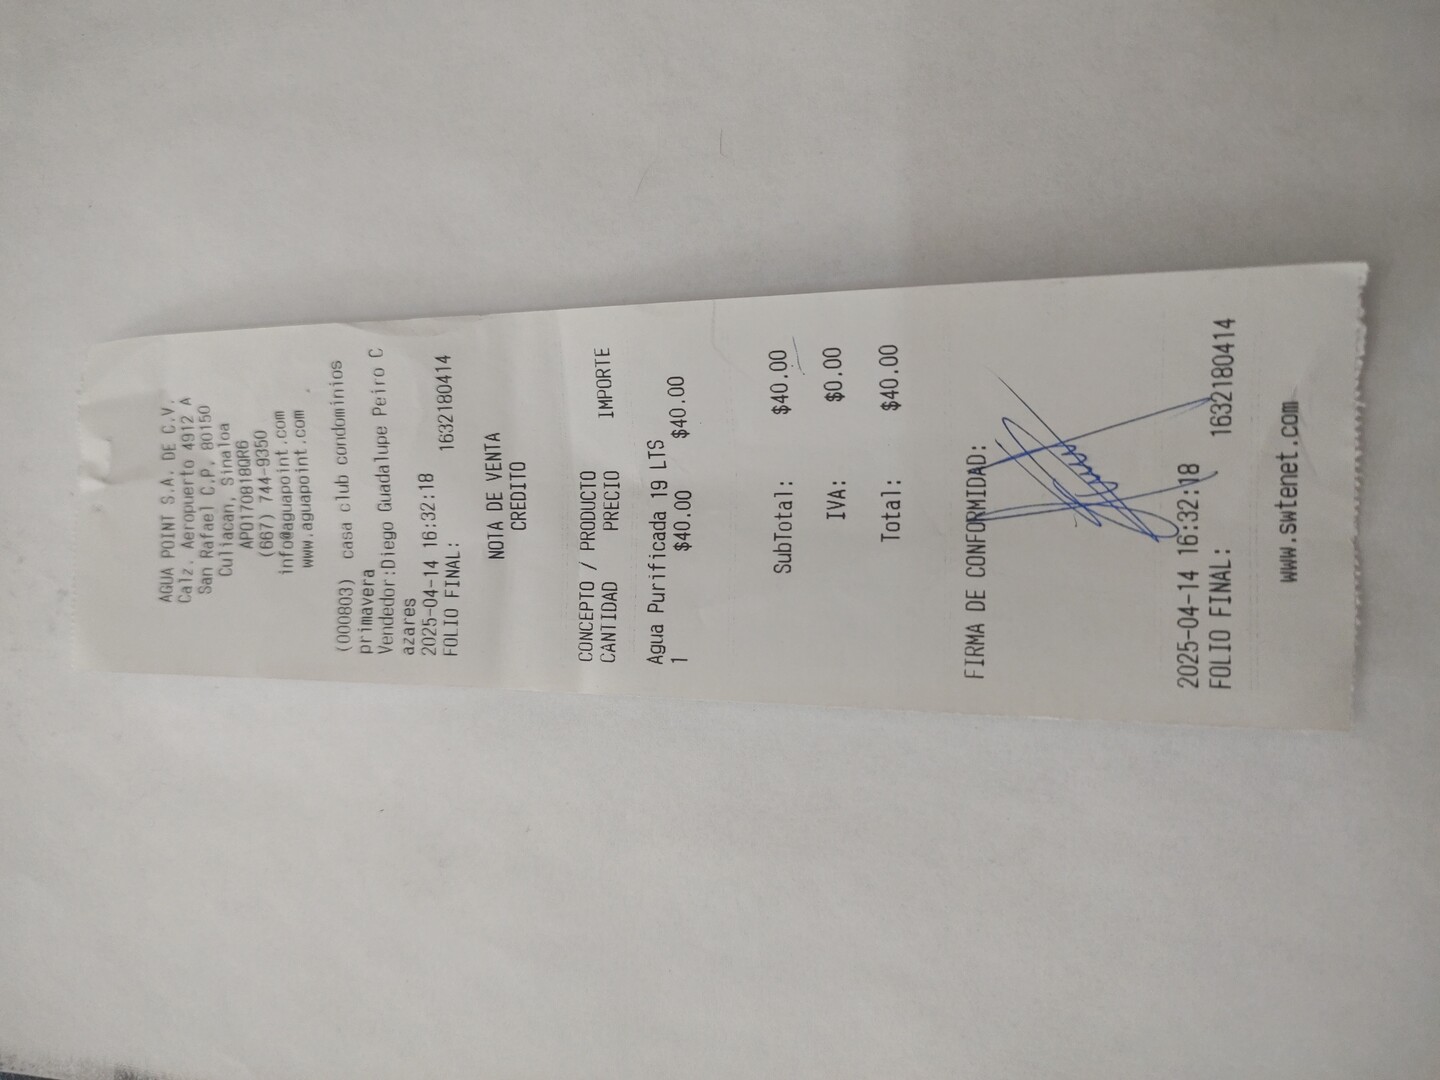 AGUA POINT S.A. DE C.V.
Calz. Aeropuerto 4912 A
San Rafael C.P. 80150
Culiacan, Sinaloa
APO170818QR6
(667) 744-9350
info@aguapoint.com
www.aguapoint.com
(000803) casa club condominios
primavera
Vendedor:Diego Guadalupe Peiro C
azares
2025-04-14 16:32:18
FOLIO FINAL: 1632180414
NOTA DE VENTA
CREDITO
CONCEPTO / PRODUCTO
CANTIDAD PRECIO IMPORTE
Agua Purificada 19 LTS
1 $40.00 $40.00
SubTotal: $40.00
IVA: $0.00
Total: $40.00
FIRMA DE CONFORMIDAD:
2025-04-14 16:32:18
FOLIO FINAL: 1632180414
www.swtenet.com